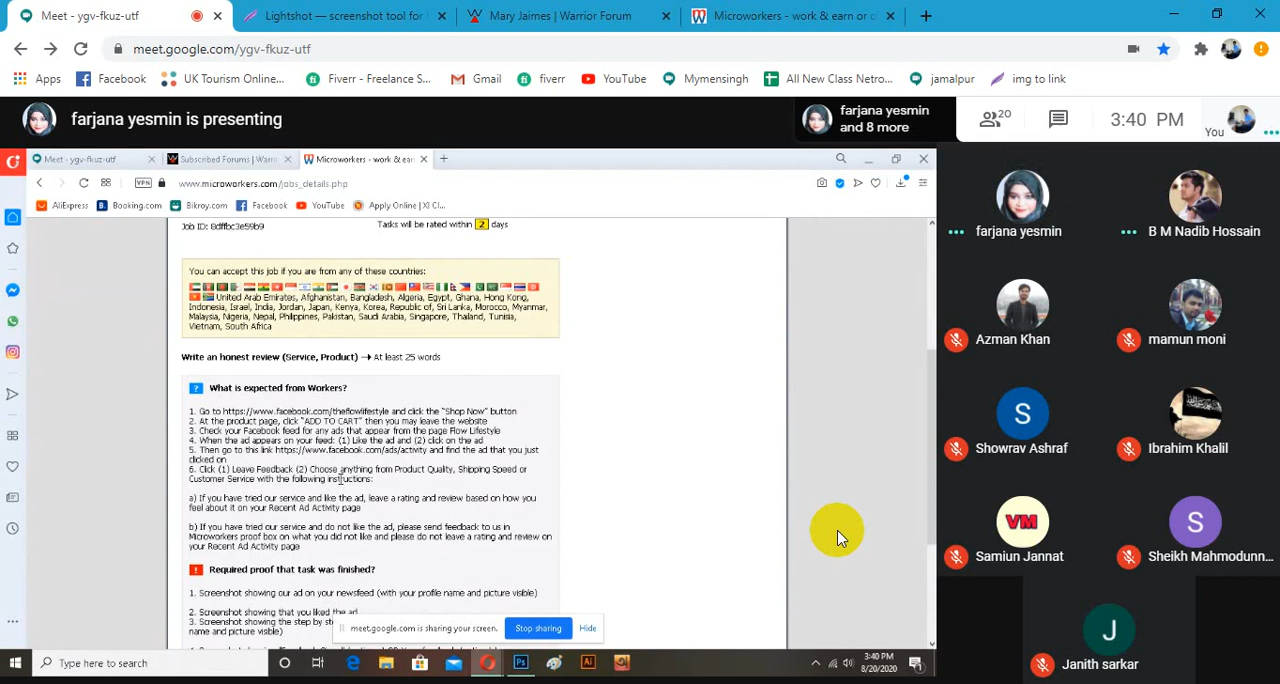 Meet - ygv-fkuz-utf
Lightshot — screenshot tool for
Mary Jaimes | Warrior Forum
Microworkers - work & earn or o
meet.google.com/ygv-fkuz-utf
Apps
Facebook
UK Tourism Online...
Fiverr - Freelance S...
Gmail
fiverr
YouTube
Mymensingh
All New Class Netro...
jamalpur
img to link
farjana yesmin is presenting
farjana yesmin
and 8 more
20
3:40 PM
You
Meet - ygv-fkuz-utf
Subscribed Forums | Warri
Microworkers - work & earn
VPN
www.microworkers.com/jobs_details.php
AliExpress
Booking.com
Bikroy.com
Facebook
YouTube
Apply Online | XI Cl...
Job ID: 8dffbc3e59b9
Tasks will be rated within 2 days
You can accept this job if you are from any of these countries:
United Arab Emirates, Afghanistan, Bangladesh, Algeria, Egypt, Ghana, Hong Kong,
Indonesia, Israel, India, Jordan, Japan, Kenya, Korea, Republic of, Sri Lanka, Morocco, Myanmar,
Malaysia, Nigeria, Nepal, Philippines, Pakistan, Saudi Arabia, Singapore, Thailand, Tunisia,
Vietnam, South Africa
Write an honest review (Service, Product) → At least 25 words
? What is expected from Workers?
1. Go to https://www.facebook.com/theflowlifestyle and click the "Shop Now" button
2. At the product page, click "ADD TO CART" then you may leave the website
3. Check your Facebook feed for any ads that appear from the page Flow Lifestyle
4. When the ad appears on your feed: (1) Like the ad and (2) click on the ad
5. Then go to this link https://www.facebook.com/ads/activity and find the ad that you just
clicked on
6. Click (1) Leave Feedback (2) Choose anything from Product Quality, Shipping Speed or
Customer Service with the following instructions:
a) If you have tried our service and like the ad, leave a rating and review based on how you
feel about it on your Recent Ad Activity page
b) If you have tried our service and do not like the ad, please send feedback to us in
Microworkers proof box on what you did not like and please do not leave a rating and review on
your Recent Ad Activity page
! Required proof that task was finished?
1. Screenshot showing our ad on your newsfeed (with your profile name and picture visible)
2. Screenshot showing that you liked the ad
3. Screenshot showing the step by st
name and picture visible)
meet.google.com is sharing your screen.
Stop sharing
Hide
farjana yesmin
B M Nadib Hossain
Azman Khan
mamun moni
S
Showrav Ashraf
Ibrahim Khalil
VM
Samiun Jannat
S
Sheikh Mahmodunn...
J
Janith sarkar
Type here to search
Ps
Ai
3:40 PM
8/20/2020